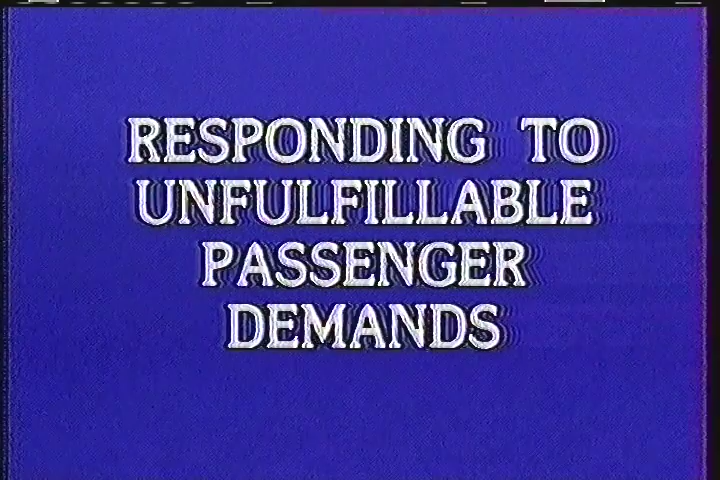 RESPONDING TO
UNFULFILLABLE
PASSENGER
DEMANDS